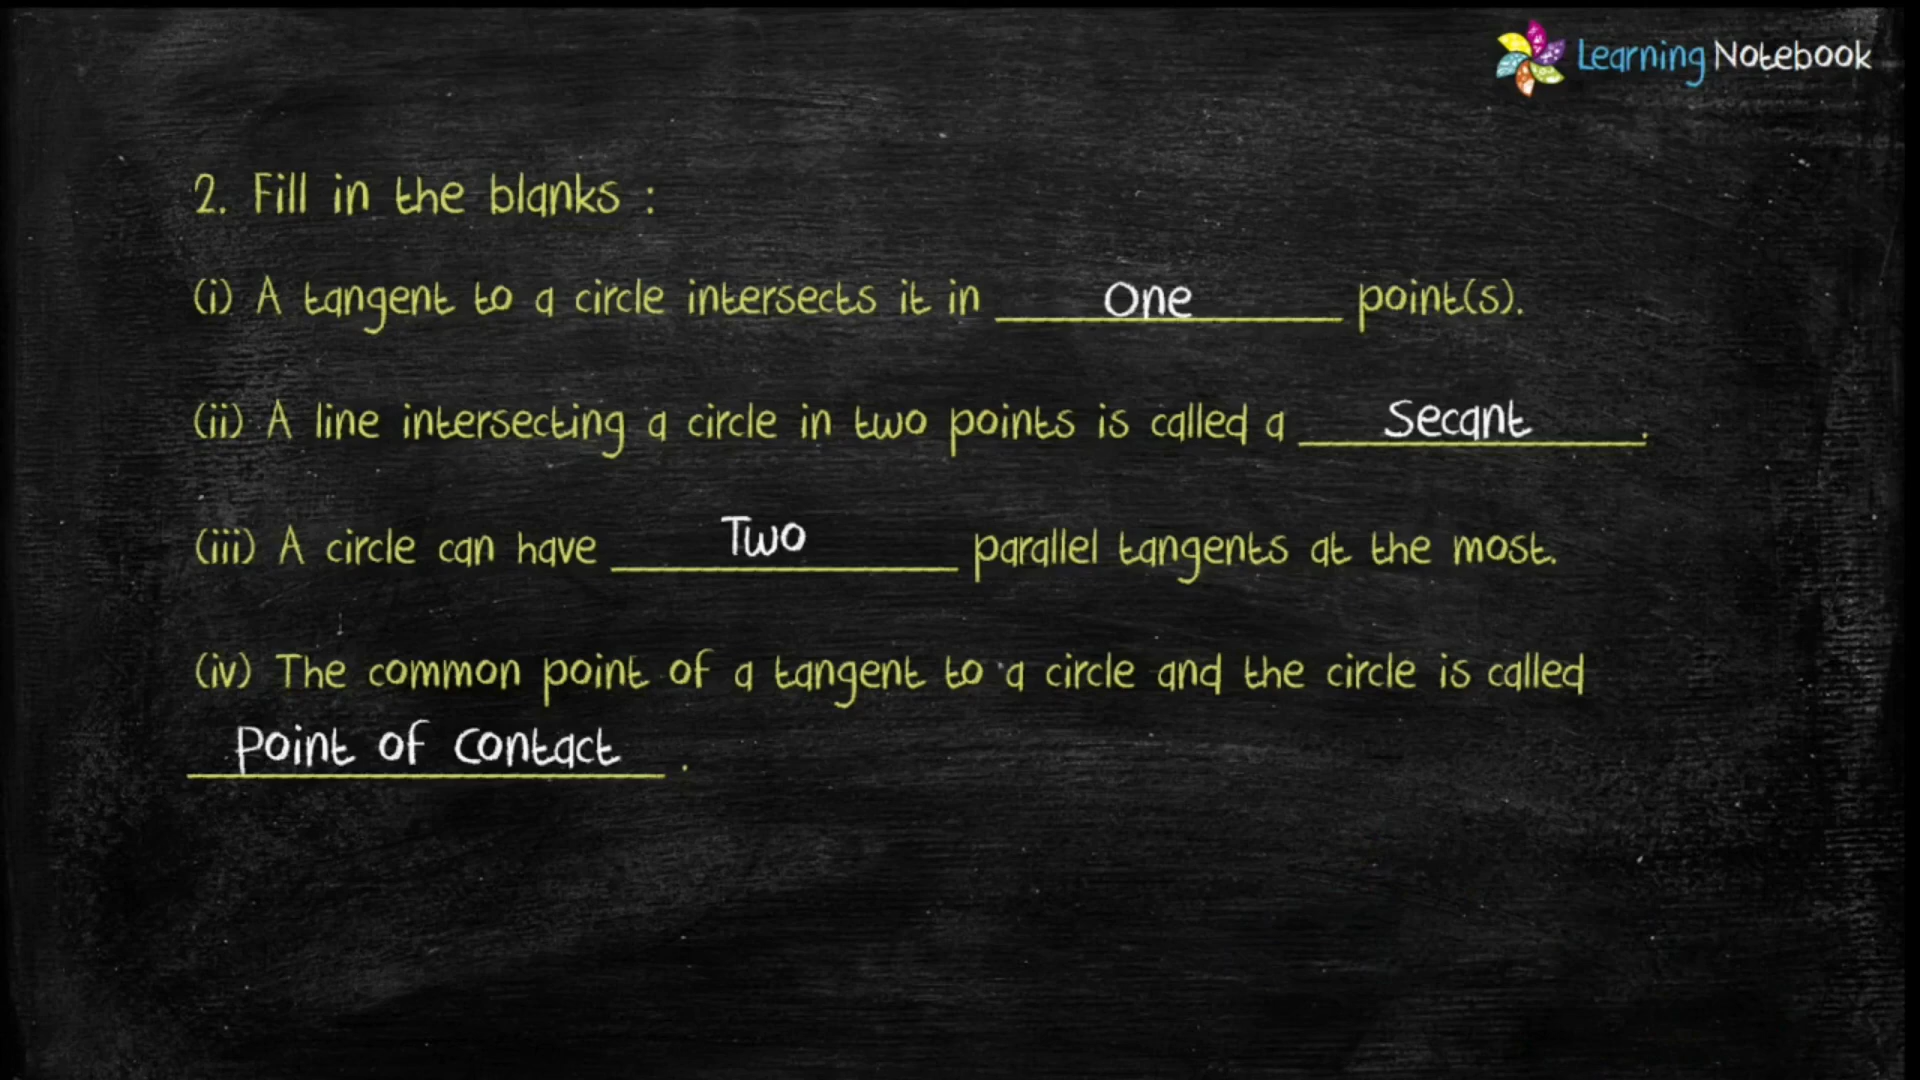 Learning Notebook
2. Fill in the blanks :
(i) A tangent to a circle intersects it in One point(s).
(ii) A line intersecting a circle in two points is called a Secant.
(iii) A circle can have Two parallel tangents at the most.
(iv) The common point of a tangent to a circle and the circle is called
Point of Contact .